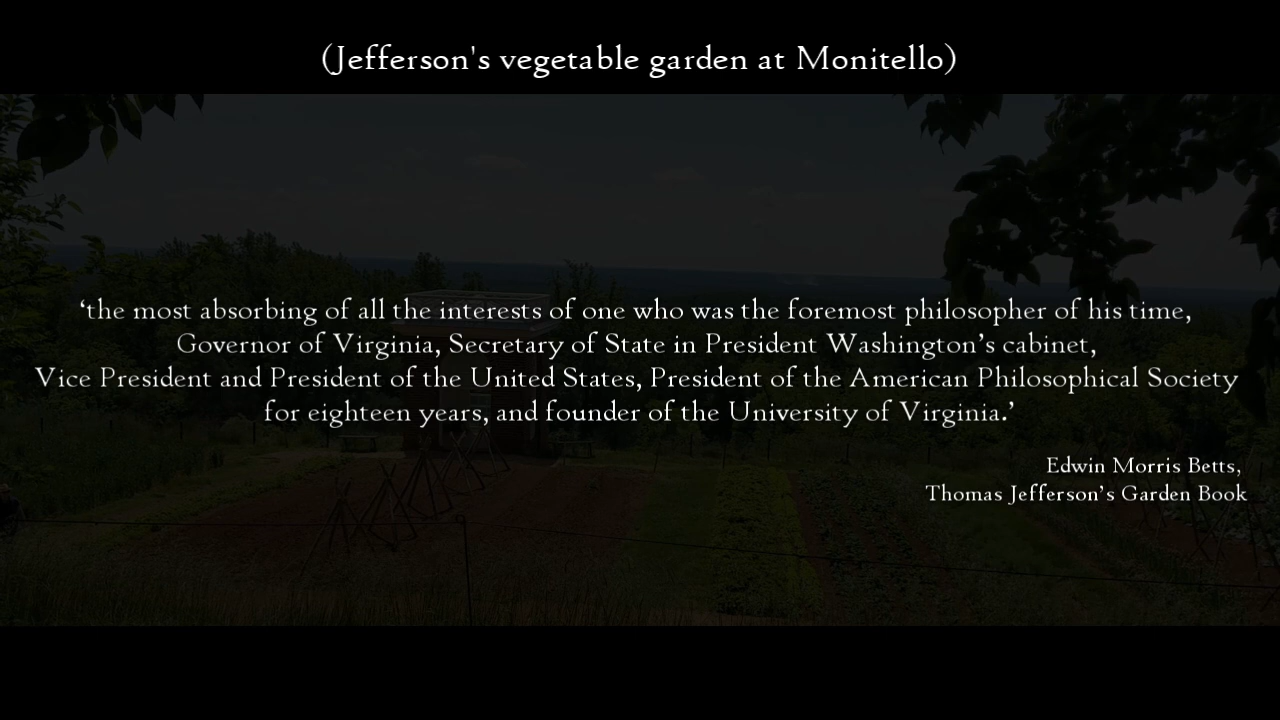 (Jefferson's vegetable garden at Monitello)
‘the most absorbing of all the interests of one who was the foremost philosopher of his time,
Governor of Virginia, Secretary of State in President Washington’s cabinet,
Vice President and President of the United States, President of the American Philosophical Society
for eighteen years, and founder of the University of Virginia.’
Edwin Morris Betts,
Thomas Jefferson’s Garden Book